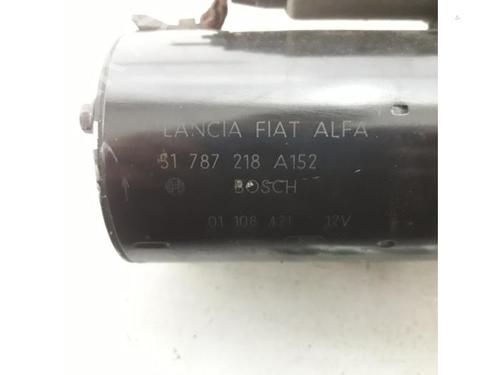 LANCIA FIAT ALFA
51 787 218 A152
BOSCH
01 108 421 12V